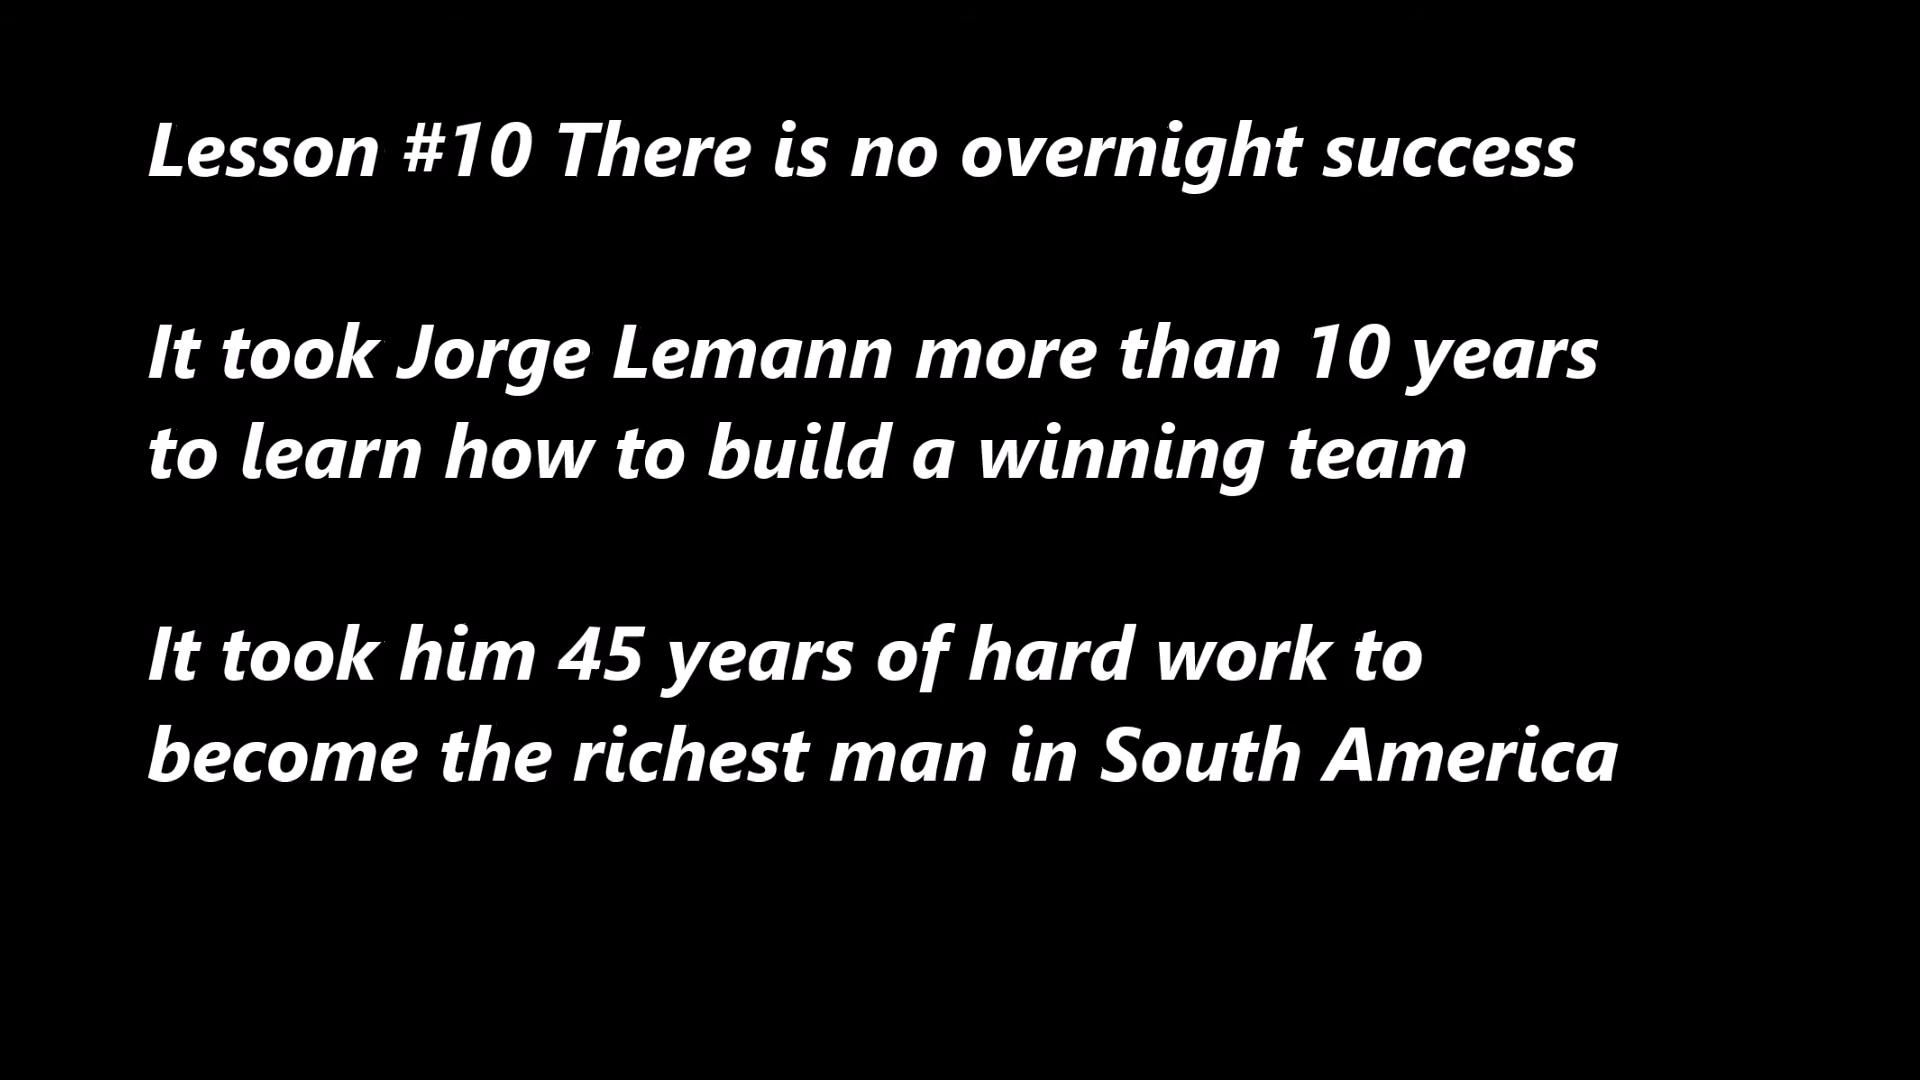 Lesson #10 There is no overnight success
It took Jorge Lemann more than 10 years
to learn how to build a winning team
It took him 45 years of hard work to
become the richest man in South America